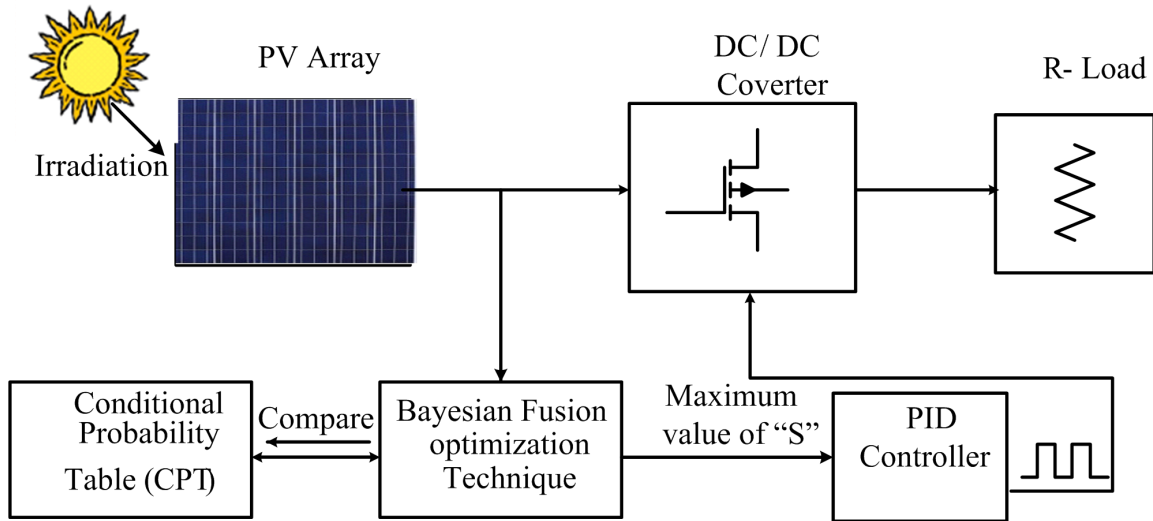 PV Array
DC/ DC
Coverter
R- Load
Irradiation
Conditional
Probability
Table (CPT)
Compare
Bayesian Fusion
optimization
Technique
Maximum
value of “S”
PID
Controller